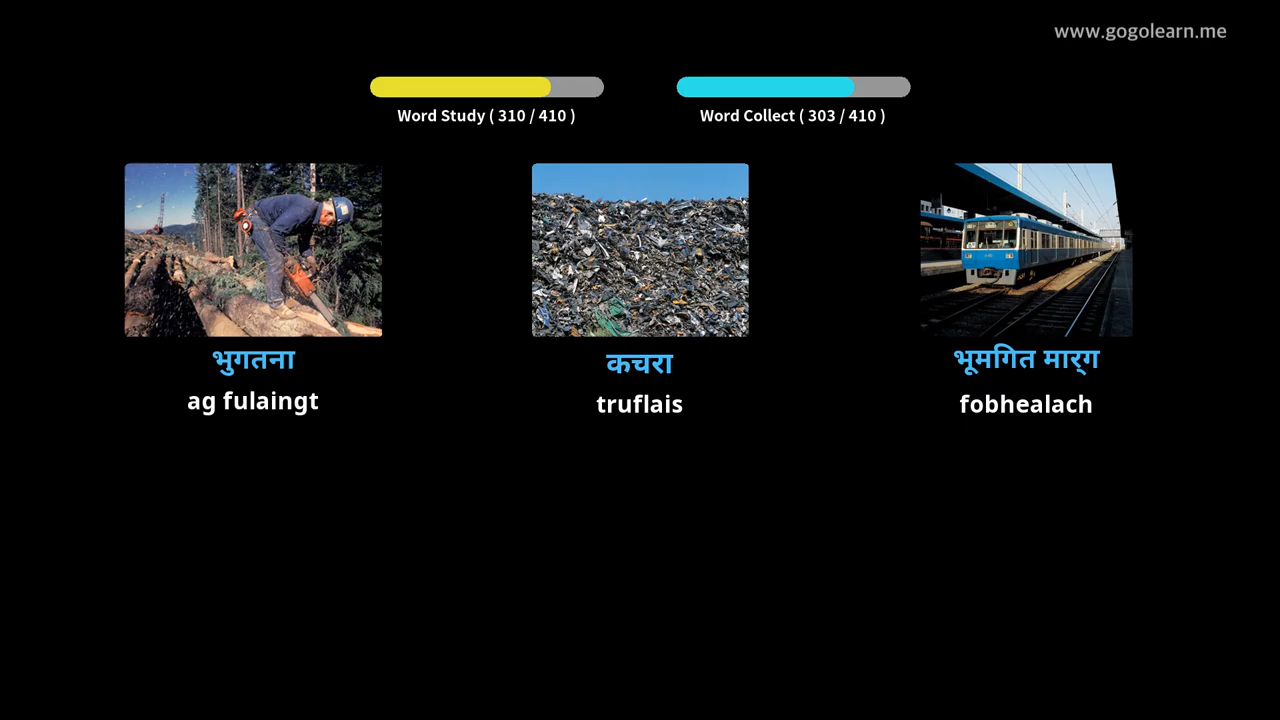 www.gogolearn.me
Word Study ( 310 / 410 )
Word Collect ( 303 / 410 )
भुगतना
ag fulaingt
कचरा
truflais
भूमगित मार्ग
fobhealach